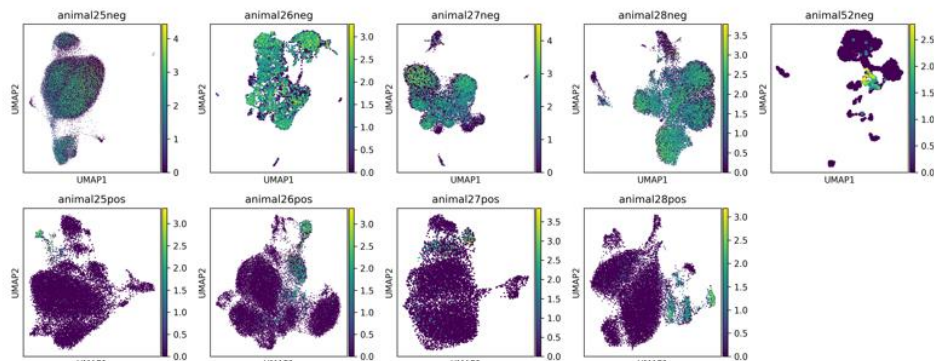 animal25neg
animal26neg
animal27neg
animal28neg
animal52neg
4
3
2
1
0
3.0
2.5
2.0
1.5
1.0
0.5
0.0
4
3
2
1
0
3.5
3.0
2.5
2.0
1.5
1.0
0.5
0.0
2.5
2.0
1.5
1.0
0.5
0.0
UMAP2
UMAP2
UMAP2
UMAP2
UMAP2
UMAP1
UMAP1
UMAP1
UMAP1
UMAP1
animal25pos
animal26pos
animal27pos
animal28pos
3.0
2.5
2.0
1.5
1.0
0.5
0.0
3.0
2.5
2.0
1.5
1.0
0.5
0.0
3.5
3.0
2.5
2.0
1.5
1.0
0.5
0.0
3.0
2.5
2.0
1.5
1.0
0.5
0.0
UMAP2
UMAP2
UMAP2
UMAP2